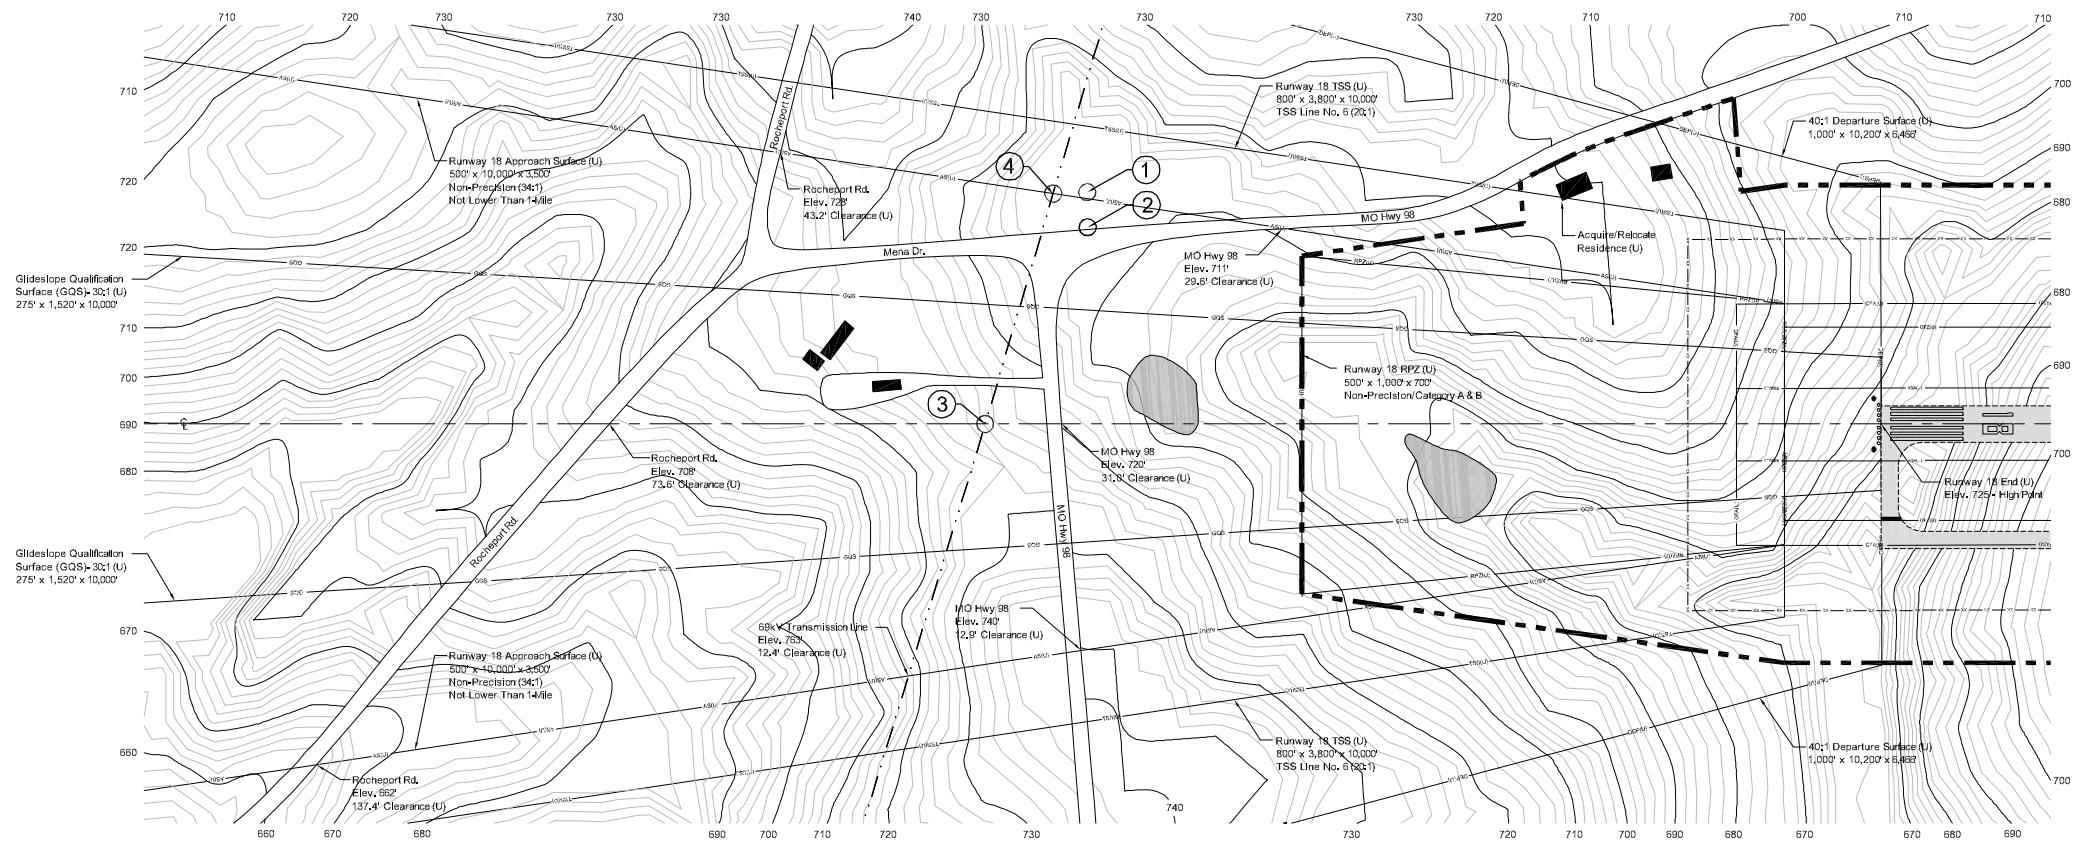 710 720 730 730 730 740 730 730 730 720 710 700 710 710
710
720
720
710
700
690
680
670
660
700
690
680
680
690
700
700
Runway 18 Approach Surface (U)
500' x 10,000' x 3,500'
Non-Precision (34:1)
Not Lower Than 1-Mile
Rocheport Rd.
Rocheport Rd.
Elev. 728'
43.2' Clearance (U)
4
1
2
Runway 18 TSS (U)
800' x 3,800' x 10,000'
TSS Line No. 6 (20:1)
40:1 Departure Surface (U)
1,000' x 10,200' x 6,466'
Glideslope Qualification
Surface (GQS)- 30:1 (U)
275' x 1,520' x 10,000'
Mena Dr.
MO Hwy 98
MO Hwy 98
Elev. 711'
29.6' Clearance (U)
Acquire/Relocate
Residence (U)
Runway 18 RPZ (U)
500' x 1,000' x 700'
Non-Precision/Category A & B
3
Rocheport Rd.
Elev. 708'
73.6' Clearance (U)
MO Hwy 98
Elev. 720'
31.0' Clearance (U)
Runway 18 End (U)
Elev. 725 - High Point
Rocheport Rd.
MO Hwy 98
Glideslope Qualification
Surface (GQS)- 30:1 (U)
275' x 1,520' x 10,000'
69kV Transmission Line
Elev. 763'
12.4' Clearance (U)
MO Hwy 98
Elev. 740'
12.9' Clearance (U)
Runway 18 Approach Surface (U)
500' x 10,000' x 3,500'
Non-Precision (34:1)
Not Lower Than 1-Mile
Runway 18 TSS (U)
800' x 3,800' x 10,000'
TSS Line No. 6 (20:1)
40:1 Departure Surface (U)
1,000' x 10,200' x 6,466'
Rocheport Rd.
Elev. 662'
137.4' Clearance (U)
740
660 670 680 690 700 710 720 730 730 720 710 700 690 680 670 670 680 690